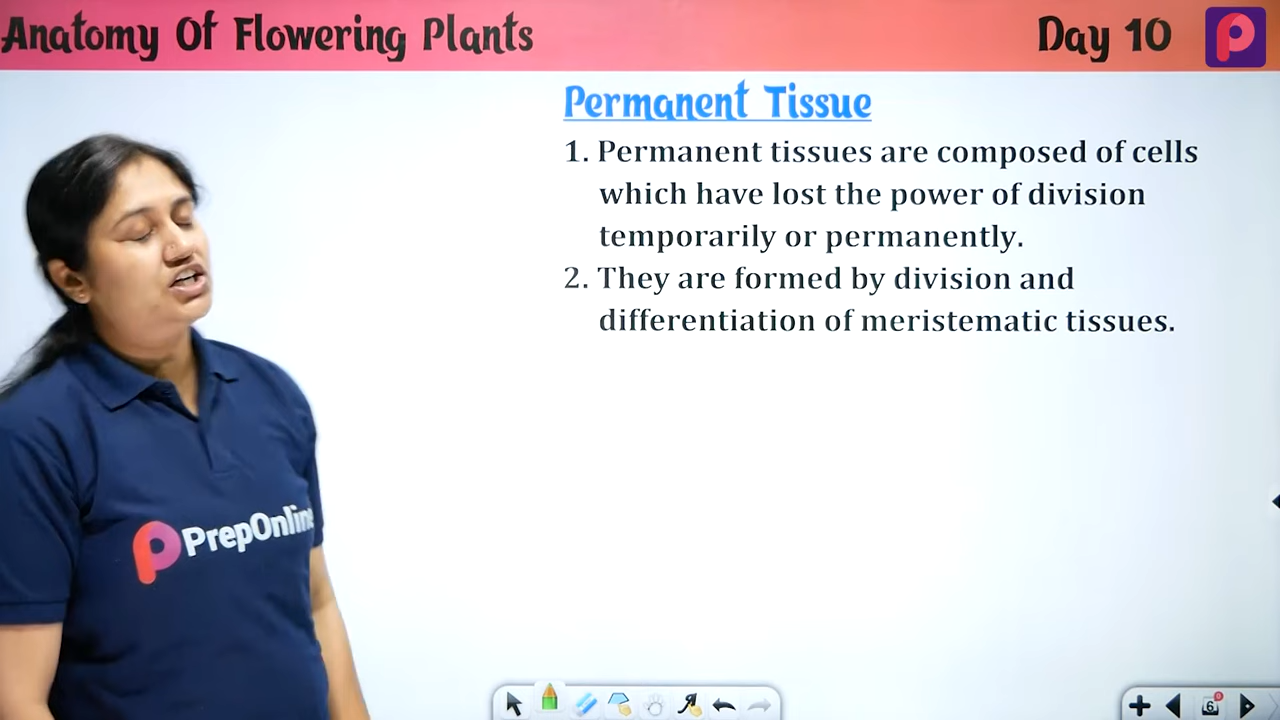 Anatomy Of Flowering Plants
Day 10
Permanent Tissue
1. Permanent tissues are composed of cells
which have lost the power of division
temporarily or permanently.
2. They are formed by division and
differentiation of meristematic tissues.
PrepOnline
6